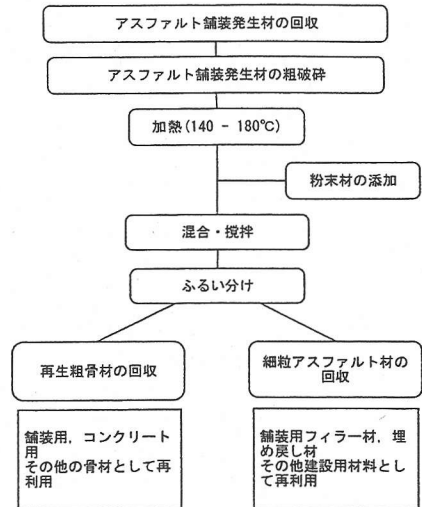 アスファルト舗装発生材の回収
アスファルト舗装発生材の粗破砕
加熱(140 - 180℃)
粉末材の添加
混合・撹拌
ふるい分け
再生粗骨材の回収
細粒アスファルト材の
回収
舗装用，コンクリート
用
その他の骨材として再
利用
舗装用フィラー材，埋
め戻し材
その他建設用材料とし
て再利用